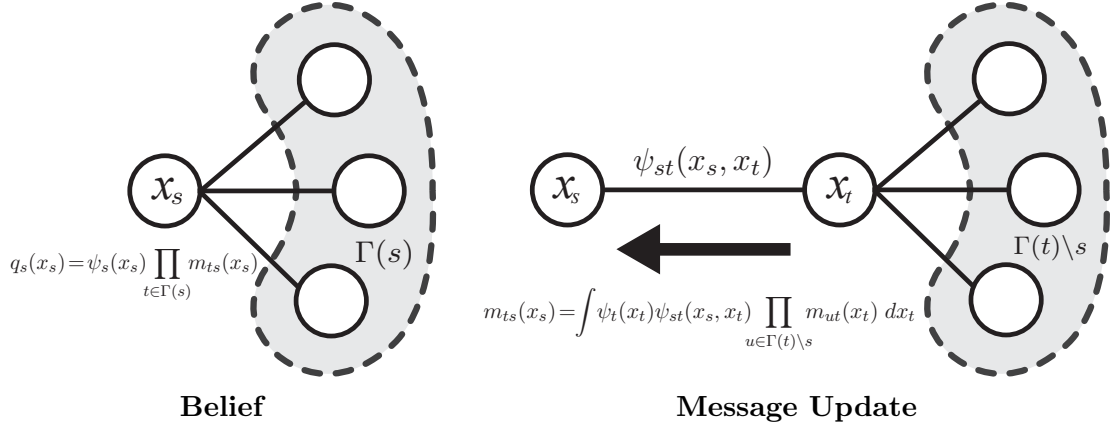 x_s
Γ(s)
q_s(x_s)=ψ_s(x_s)∏_{t∈Γ(s)} m_{ts}(x_s)
Belief
ψ_{st}(x_s, x_t)
x_s
x_t
Γ(t)\s
m_{ts}(x_s)=∫ψ_t(x_t)ψ_{st}(x_s, x_t)∏_{u∈Γ(t)\s} m_{ut}(x_t) dx_t
Message Update